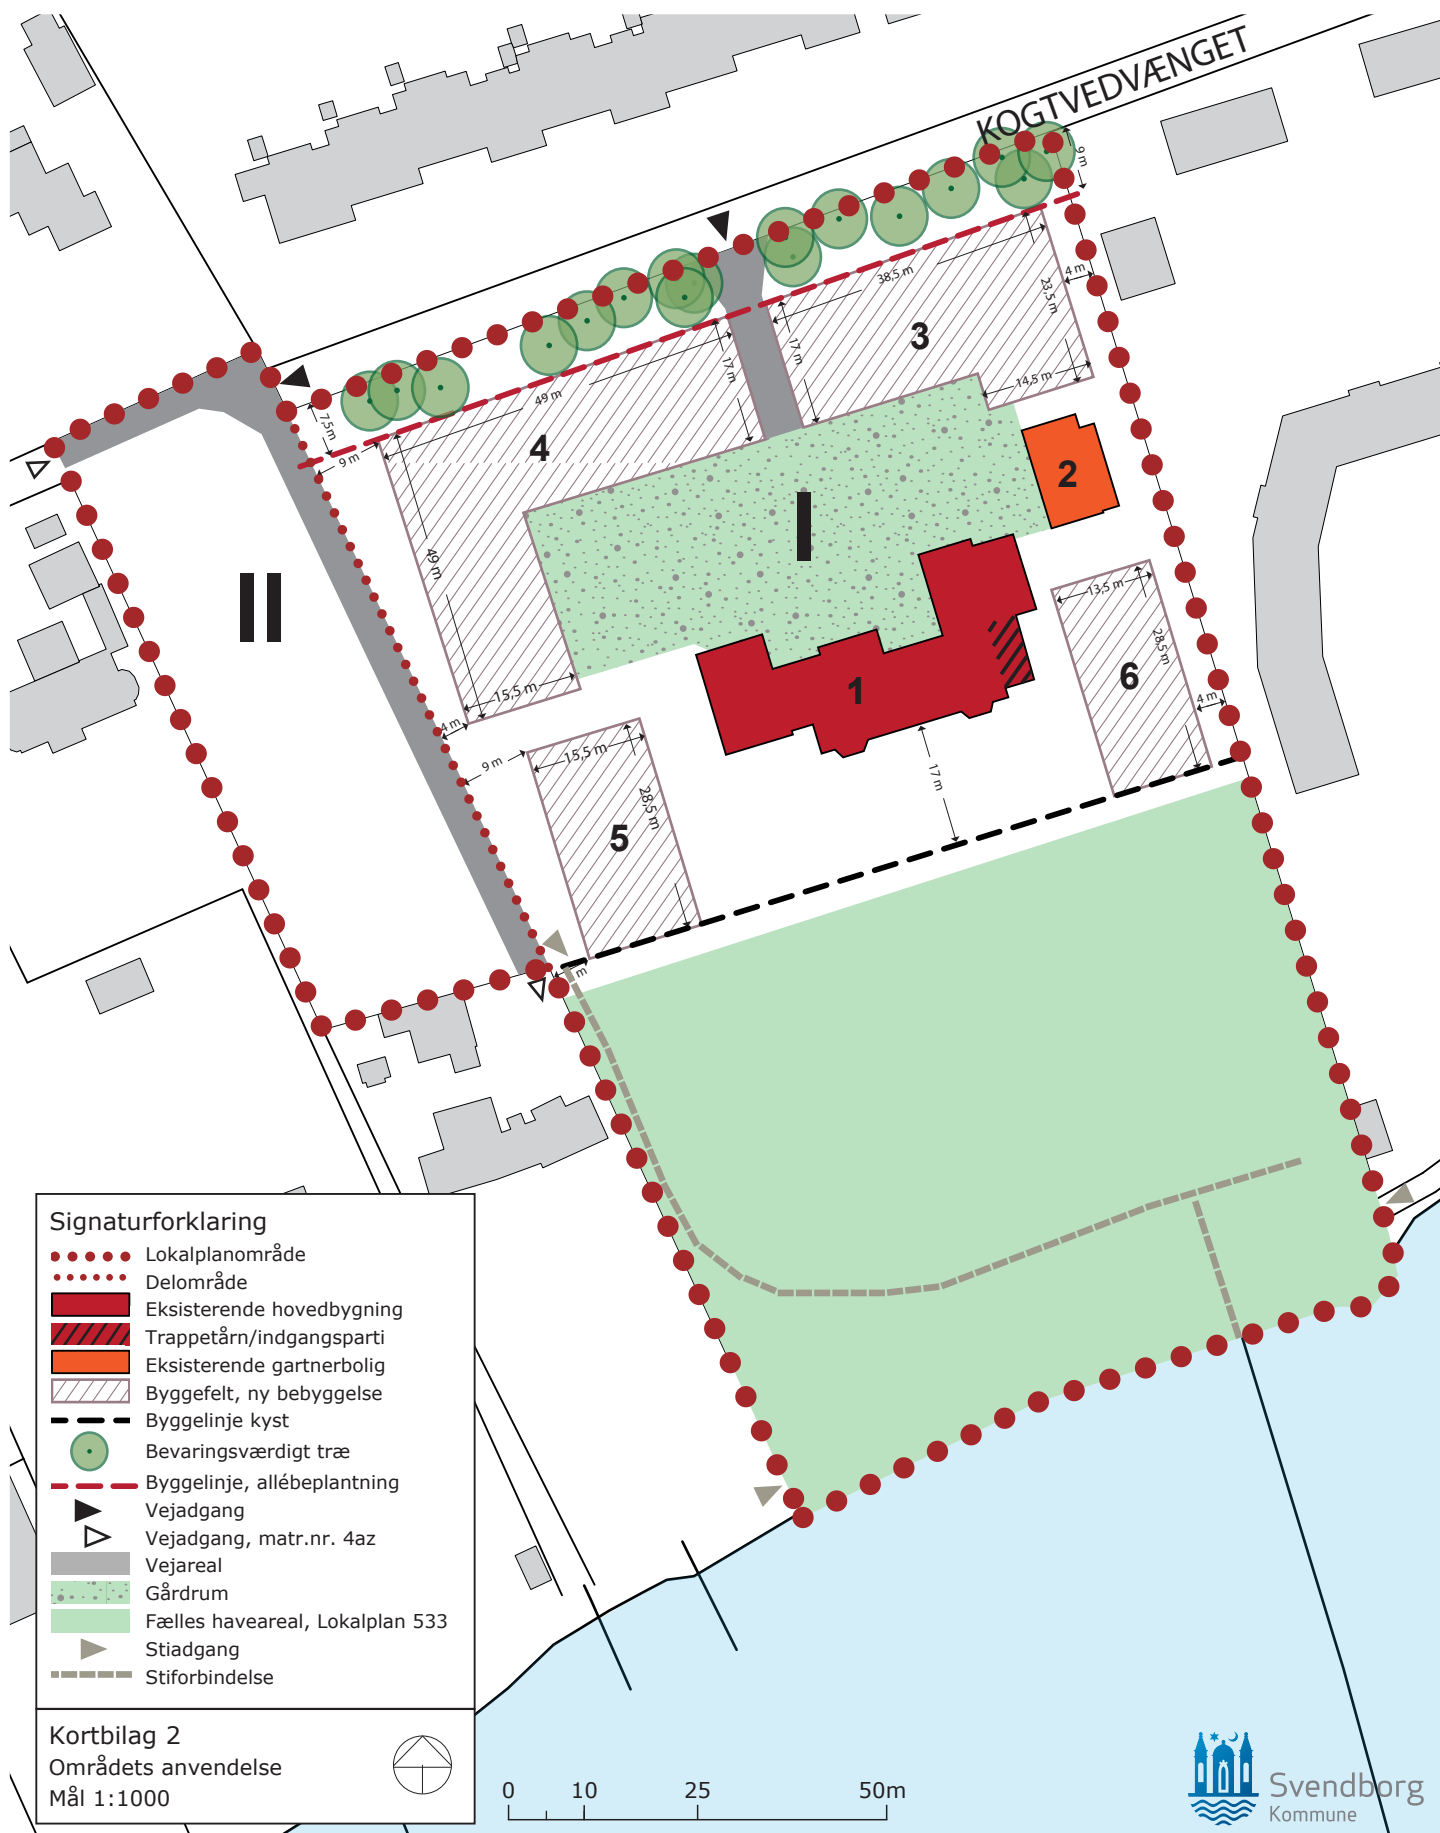 KOGTVEDVÆNGET
9 m
38,5 m
23,5 m
4 m
3
17 m
14,5 m
17 m
49 m
7,5m
9 m
4
2
I
49 m
II
13,5 m
28,5 m
6
4 m
15,5 m
4 m
1
9 m
15,5 m
28,5 m
5
17 m
m
Signaturforklaring
Lokalplanområde
Delområde
Eksisterende hovedbygning
Trappetårn/indgangsparti
Eksisterende gartnerbolig
Byggefelt, ny bebyggelse
Byggelinje kyst
Bevaringsværdigt træ
Byggelinje, allébeplantning
Vejadgang
Vejadgang, matr.nr. 4az
Vejareal
Gårdrum
Fælles haveareal, Lokalplan 533
Stiadgang
Stiforbindelse
Kortbilag 2
Områdets anvendelse
Mål 1:1000
0 10 25 50m
Svendborg
Kommune